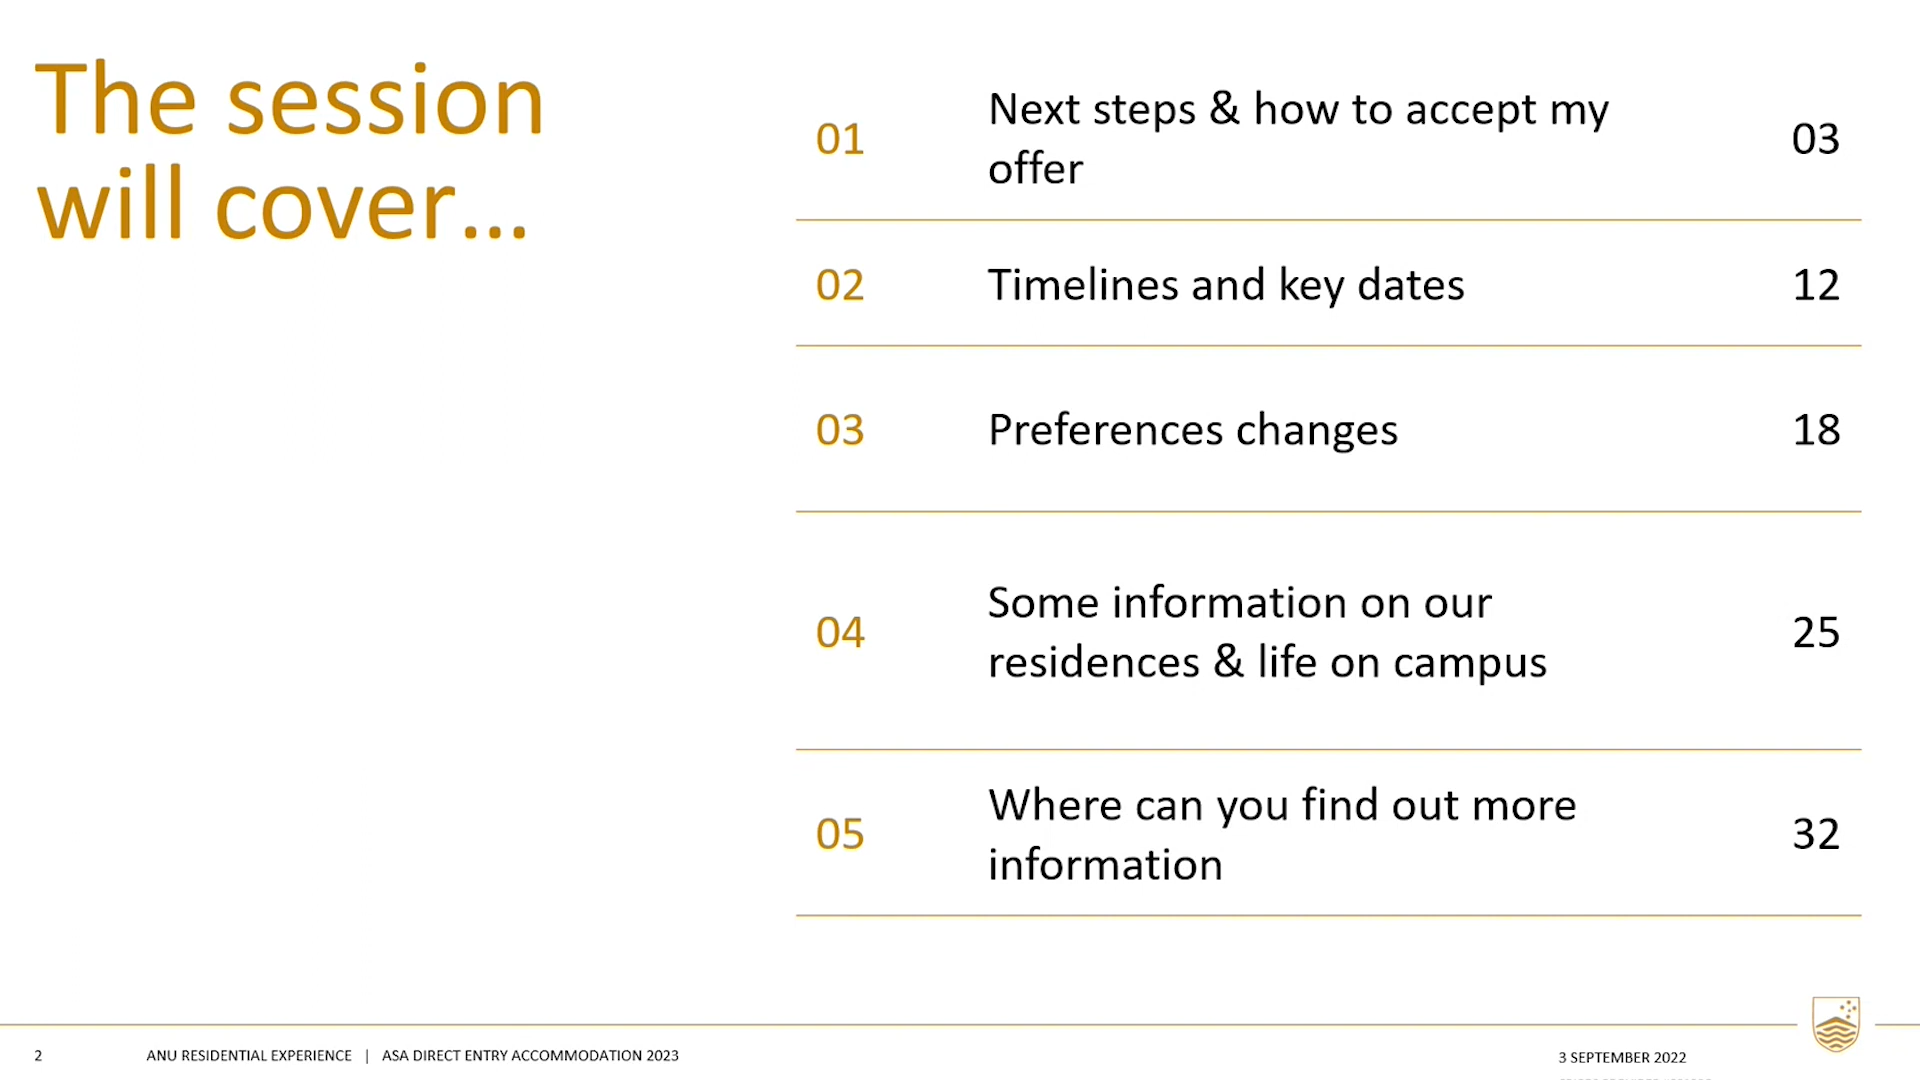 The session
will cover...
01
Next steps & how to accept my
offer
03
02
Timelines and key dates
12
03
Preferences changes
18
04
Some information on our
residences & life on campus
25
05
Where can you find out more
information
32
2
ANU RESIDENTIAL EXPERIENCE | ASA DIRECT ENTRY ACCOMMODATION 2023
3 SEPTEMBER 2022